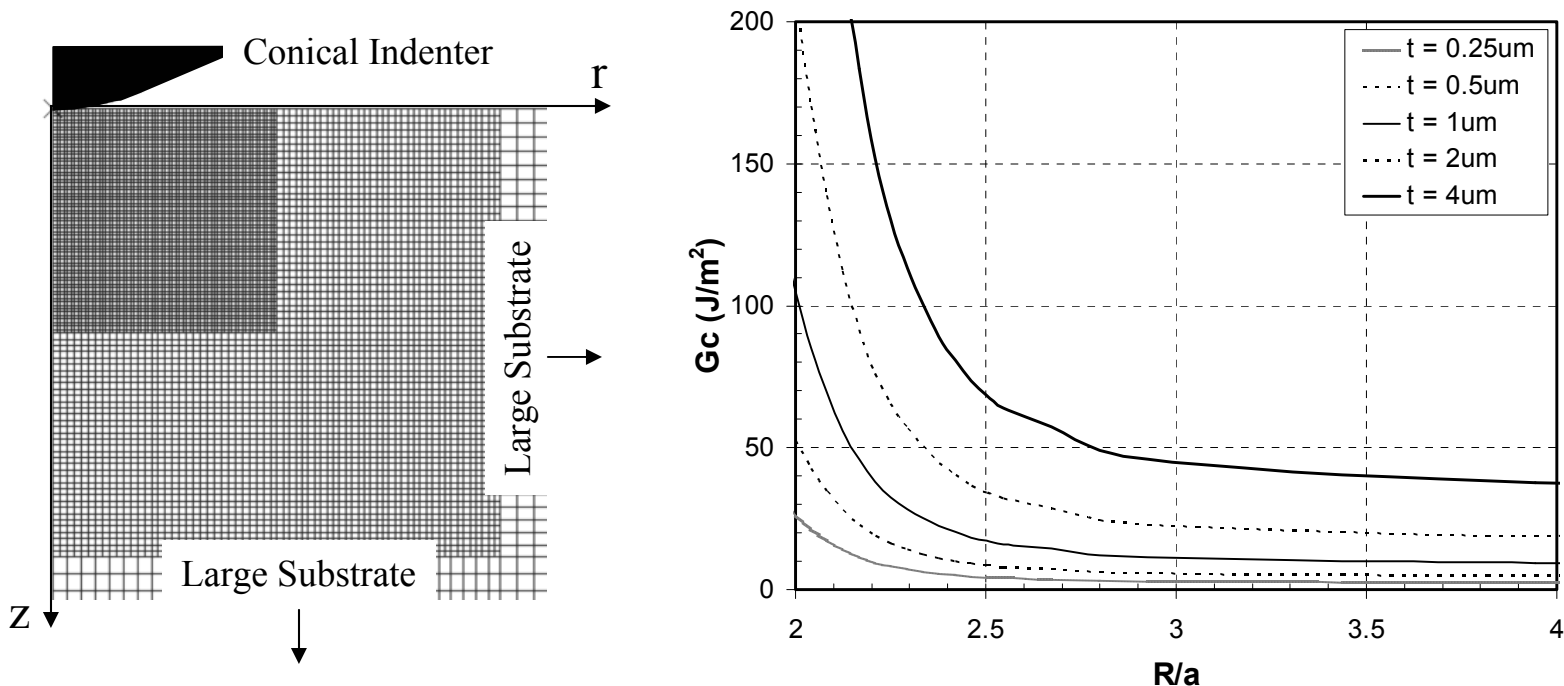 Conical Indenter
r
Large Substrate
Large Substrate
z
Gc (J/m²)
200
150
100
50
0
2
2.5
3
3.5
4
R/a
t = 0.25um
t = 0.5um
t = 1um
t = 2um
t = 4um